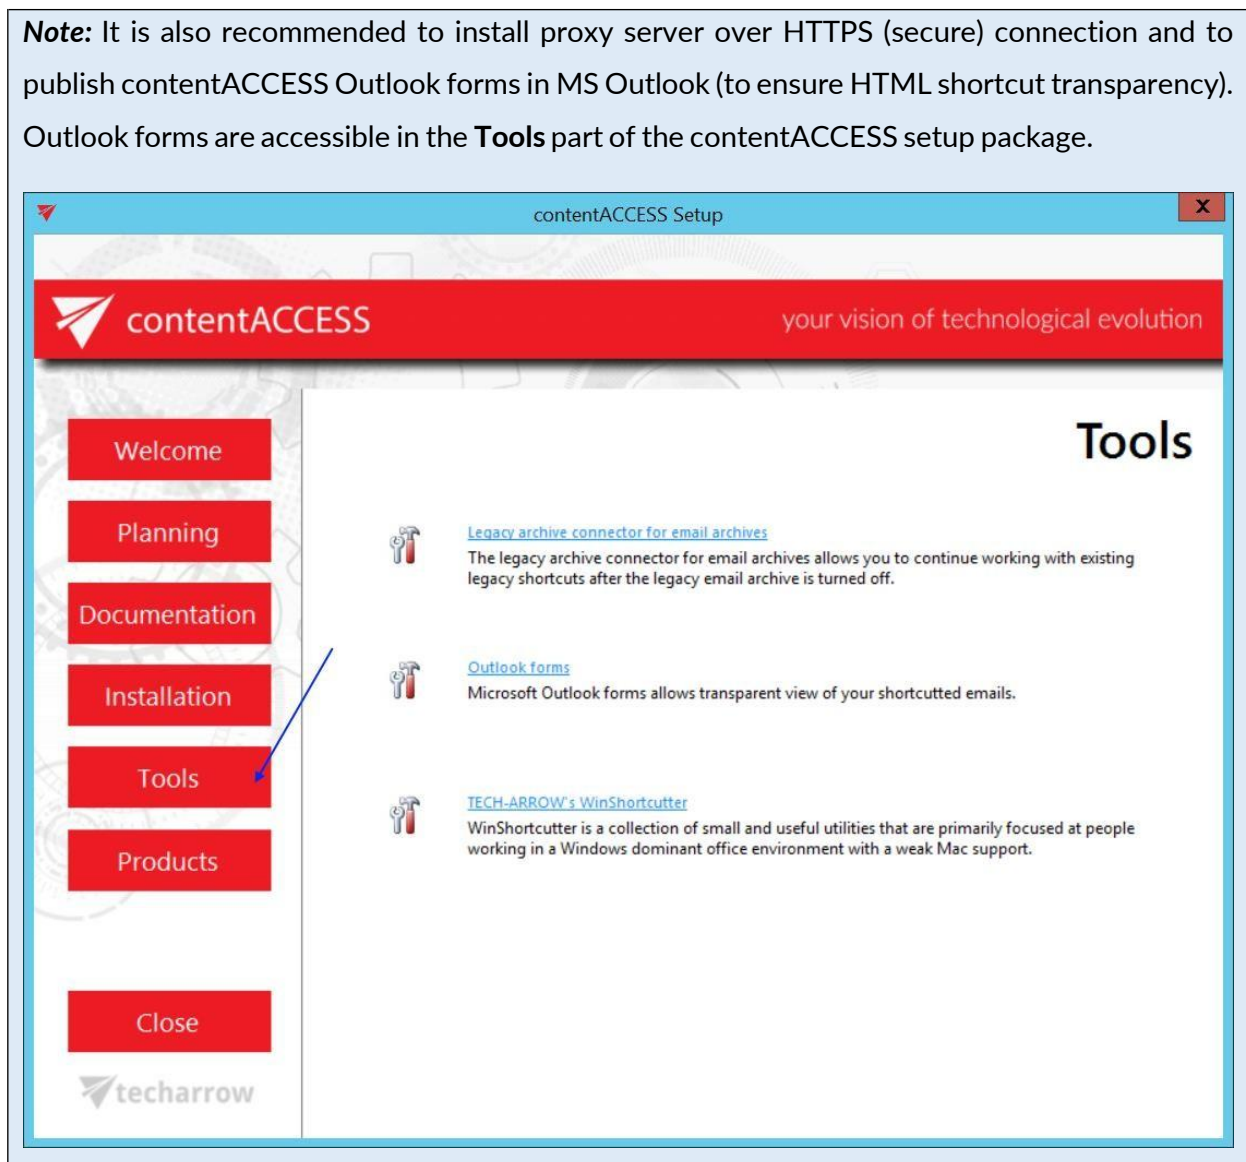 Note: It is also recommended to install proxy server over HTTPS (secure) connection and to
publish contentACCESS Outlook forms in MS Outlook (to ensure HTML shortcut transparency).
Outlook forms are accessible in the Tools part of the contentACCESS setup package.
contentACCESS Setup
X
contentACCESS
your vision of technological evolution
Welcome
Planning
Documentation
Installation
Tools
Products
Close
techarrow
Tools
Legacy archive connector for email archives
The legacy archive connector for email archives allows you to continue working with existing
legacy shortcuts after the legacy email archive is turned off.
Outlook forms
Microsoft Outlook forms allows transparent view of your shortcutted emails.
TECH-ARROW's WinShortcutter
WinShortcutter is a collection of small and useful utilities that are primarily focused at people
working in a Windows dominant office environment with a weak Mac support.